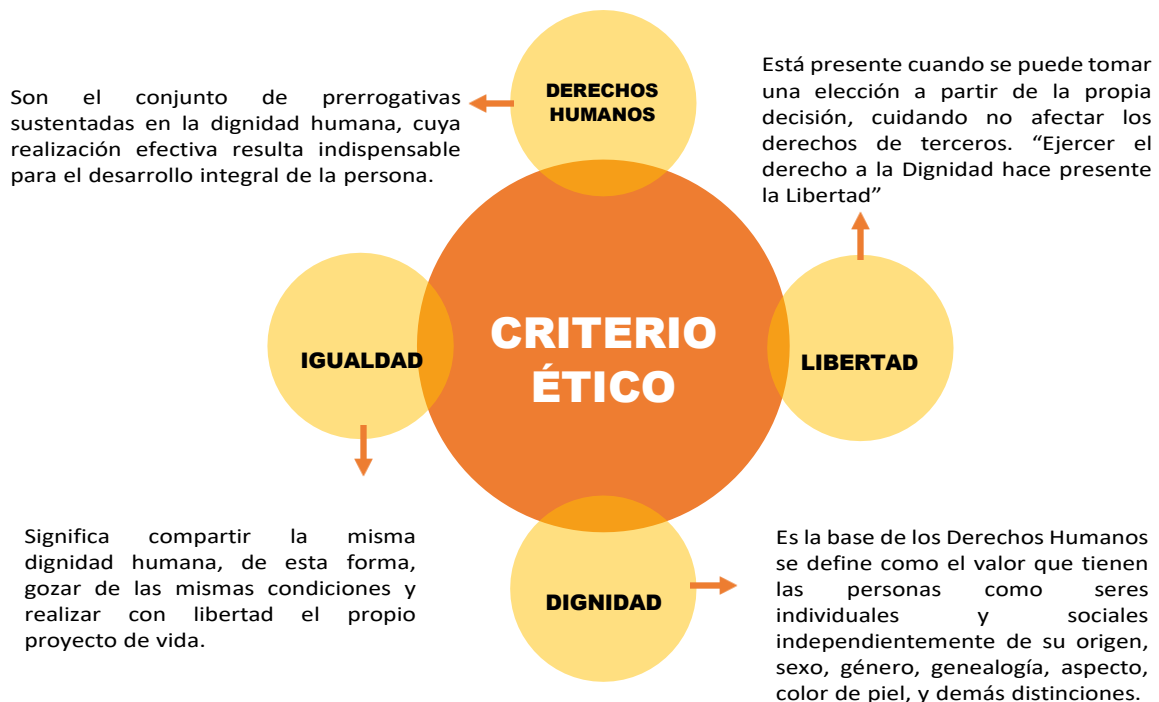 DERECHOS
HUMANOS
Son el conjunto de prerrogativas
sustentadas en la dignidad humana, cuya
realización efectiva resulta indispensable
para el desarrollo integral de la persona.
Está presente cuando se puede tomar
una elección a partir de la propia
decisión, cuidando no afectar los
derechos de terceros. “Ejercer el
derecho a la Dignidad hace presente
la Libertad”
CRITERIO
ÉTICO
IGUALDAD
LIBERTAD
Significa compartir la misma
dignidad humana, de esta forma,
gozar de las mismas condiciones y
realizar con libertad el propio
proyecto de vida.
DIGNIDAD
Es la base de los Derechos Humanos
se define como el valor que tienen
las personas como seres
individuales y sociales
independientemente de su origen,
sexo, género, genealogía, aspecto,
color de piel, y demás distinciones.